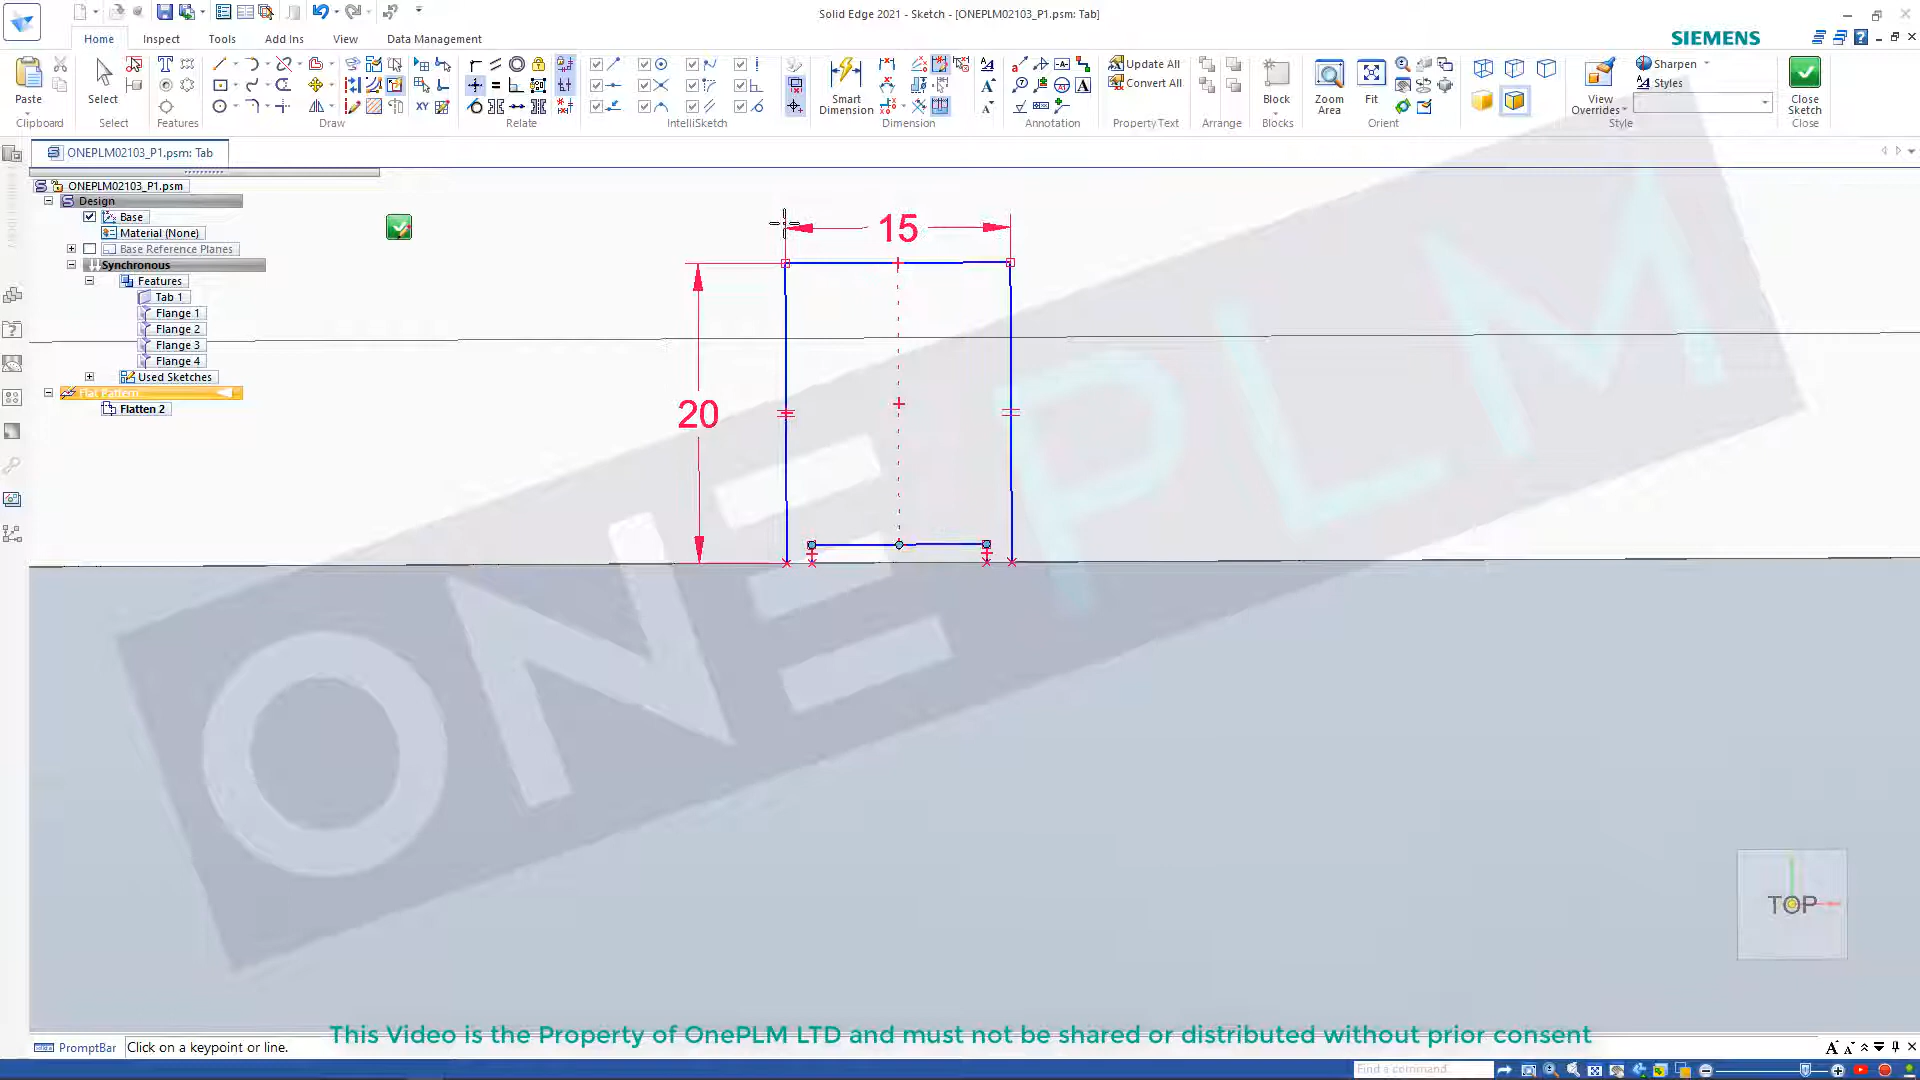 Solid Edge 2021 - Sketch - [ONEPLM02103_P1.psm: Tab]
Home
Inspect
Tools
Add Ins
View
Data Management
SIEMENS
Paste
Clipboard
Select
Select
Features
Draw
Relate
IntelliSketch
Smart Dimension
Dimension
Annotation
Update All
Convert All
PropertyText
Arrange
Block
Blocks
Zoom Area
Fit
Orient
View Overrides
Sharpen
Styles
Style
Close Sketch
Close
ONEPLM02103_P1.psm: Tab
ONEPLM02103_P1.psm
Design
Base
Material (None)
Base Reference Planes
Synchronous
Features
Tab 1
Flange 1
Flange 2
Flange 3
Flange 4
Used Sketches
Flat Pattern
Flatten 2
15
20
ONEPLM
TOP
This Video is the Property of OnePLM LTD and must not be shared or distributed without prior consent
PromptBar
Click on a keypoint or line.
Find a command